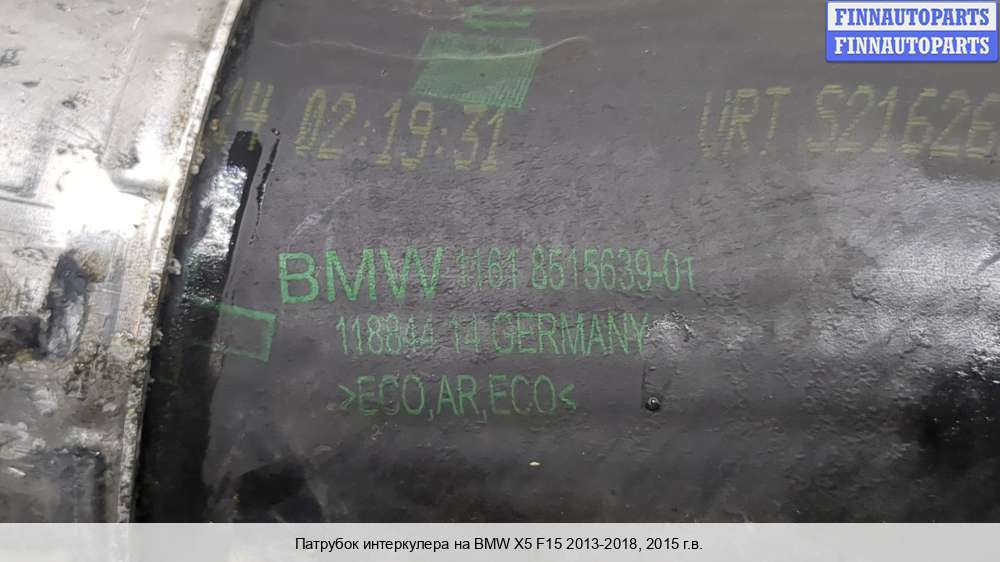 FINNAUTOPARTS
FINNAUTOPARTS
14 02:19:31 URT S21626
BMW 1161 8515639-01
118844 14 GERMANY
>ECO,AR,ECO<
Патрубок интеркулера на BMW X5 F15 2013-2018, 2015 г.в.